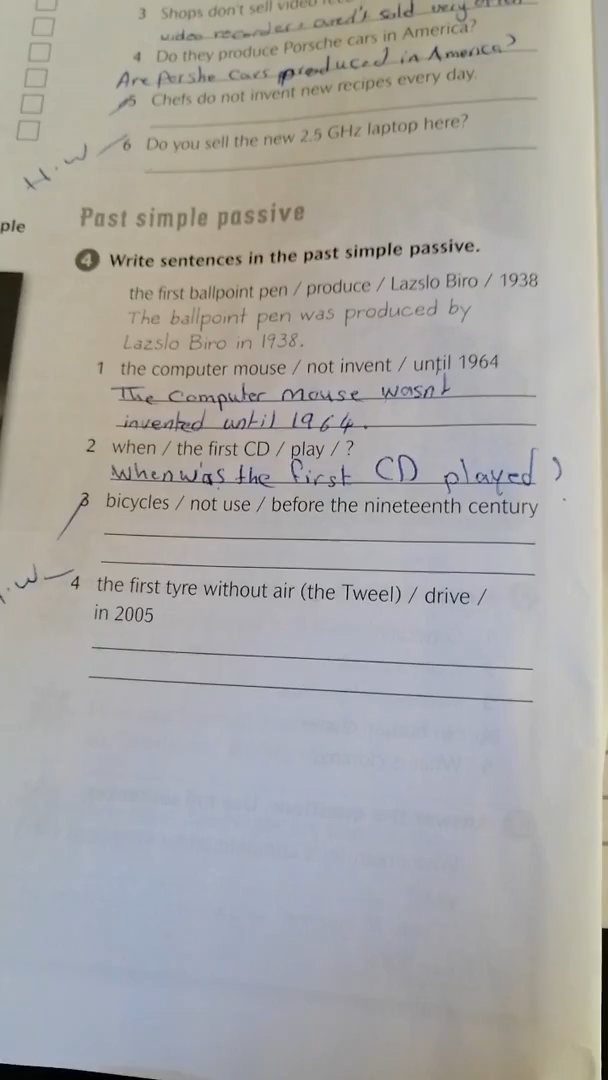 3 Shops don't sell video
video recorders arend's sold very often
4 Do they produce Porsche cars in America?
Are Porshe cars produced in America?
5 Chefs do not invent new recipes every day.
H.W
6 Do you sell the new 2.5 GHz laptop here?
ple
Past simple passive
4 Write sentences in the past simple passive.
the first ballpoint pen / produce / Lazslo Biro / 1938
The ballpoint pen was produced by
Lazslo Biro in 1938.
1 the computer mouse / not invent / until 1964
The Computer Mouse wasn't
invented until 1964.
2 when / the first CD / play / ?
When was the first CD played?
3 bicycles / not use / before the nineteenth century
.W
4 the first tyre without air (the Tweel) / drive /
in 2005